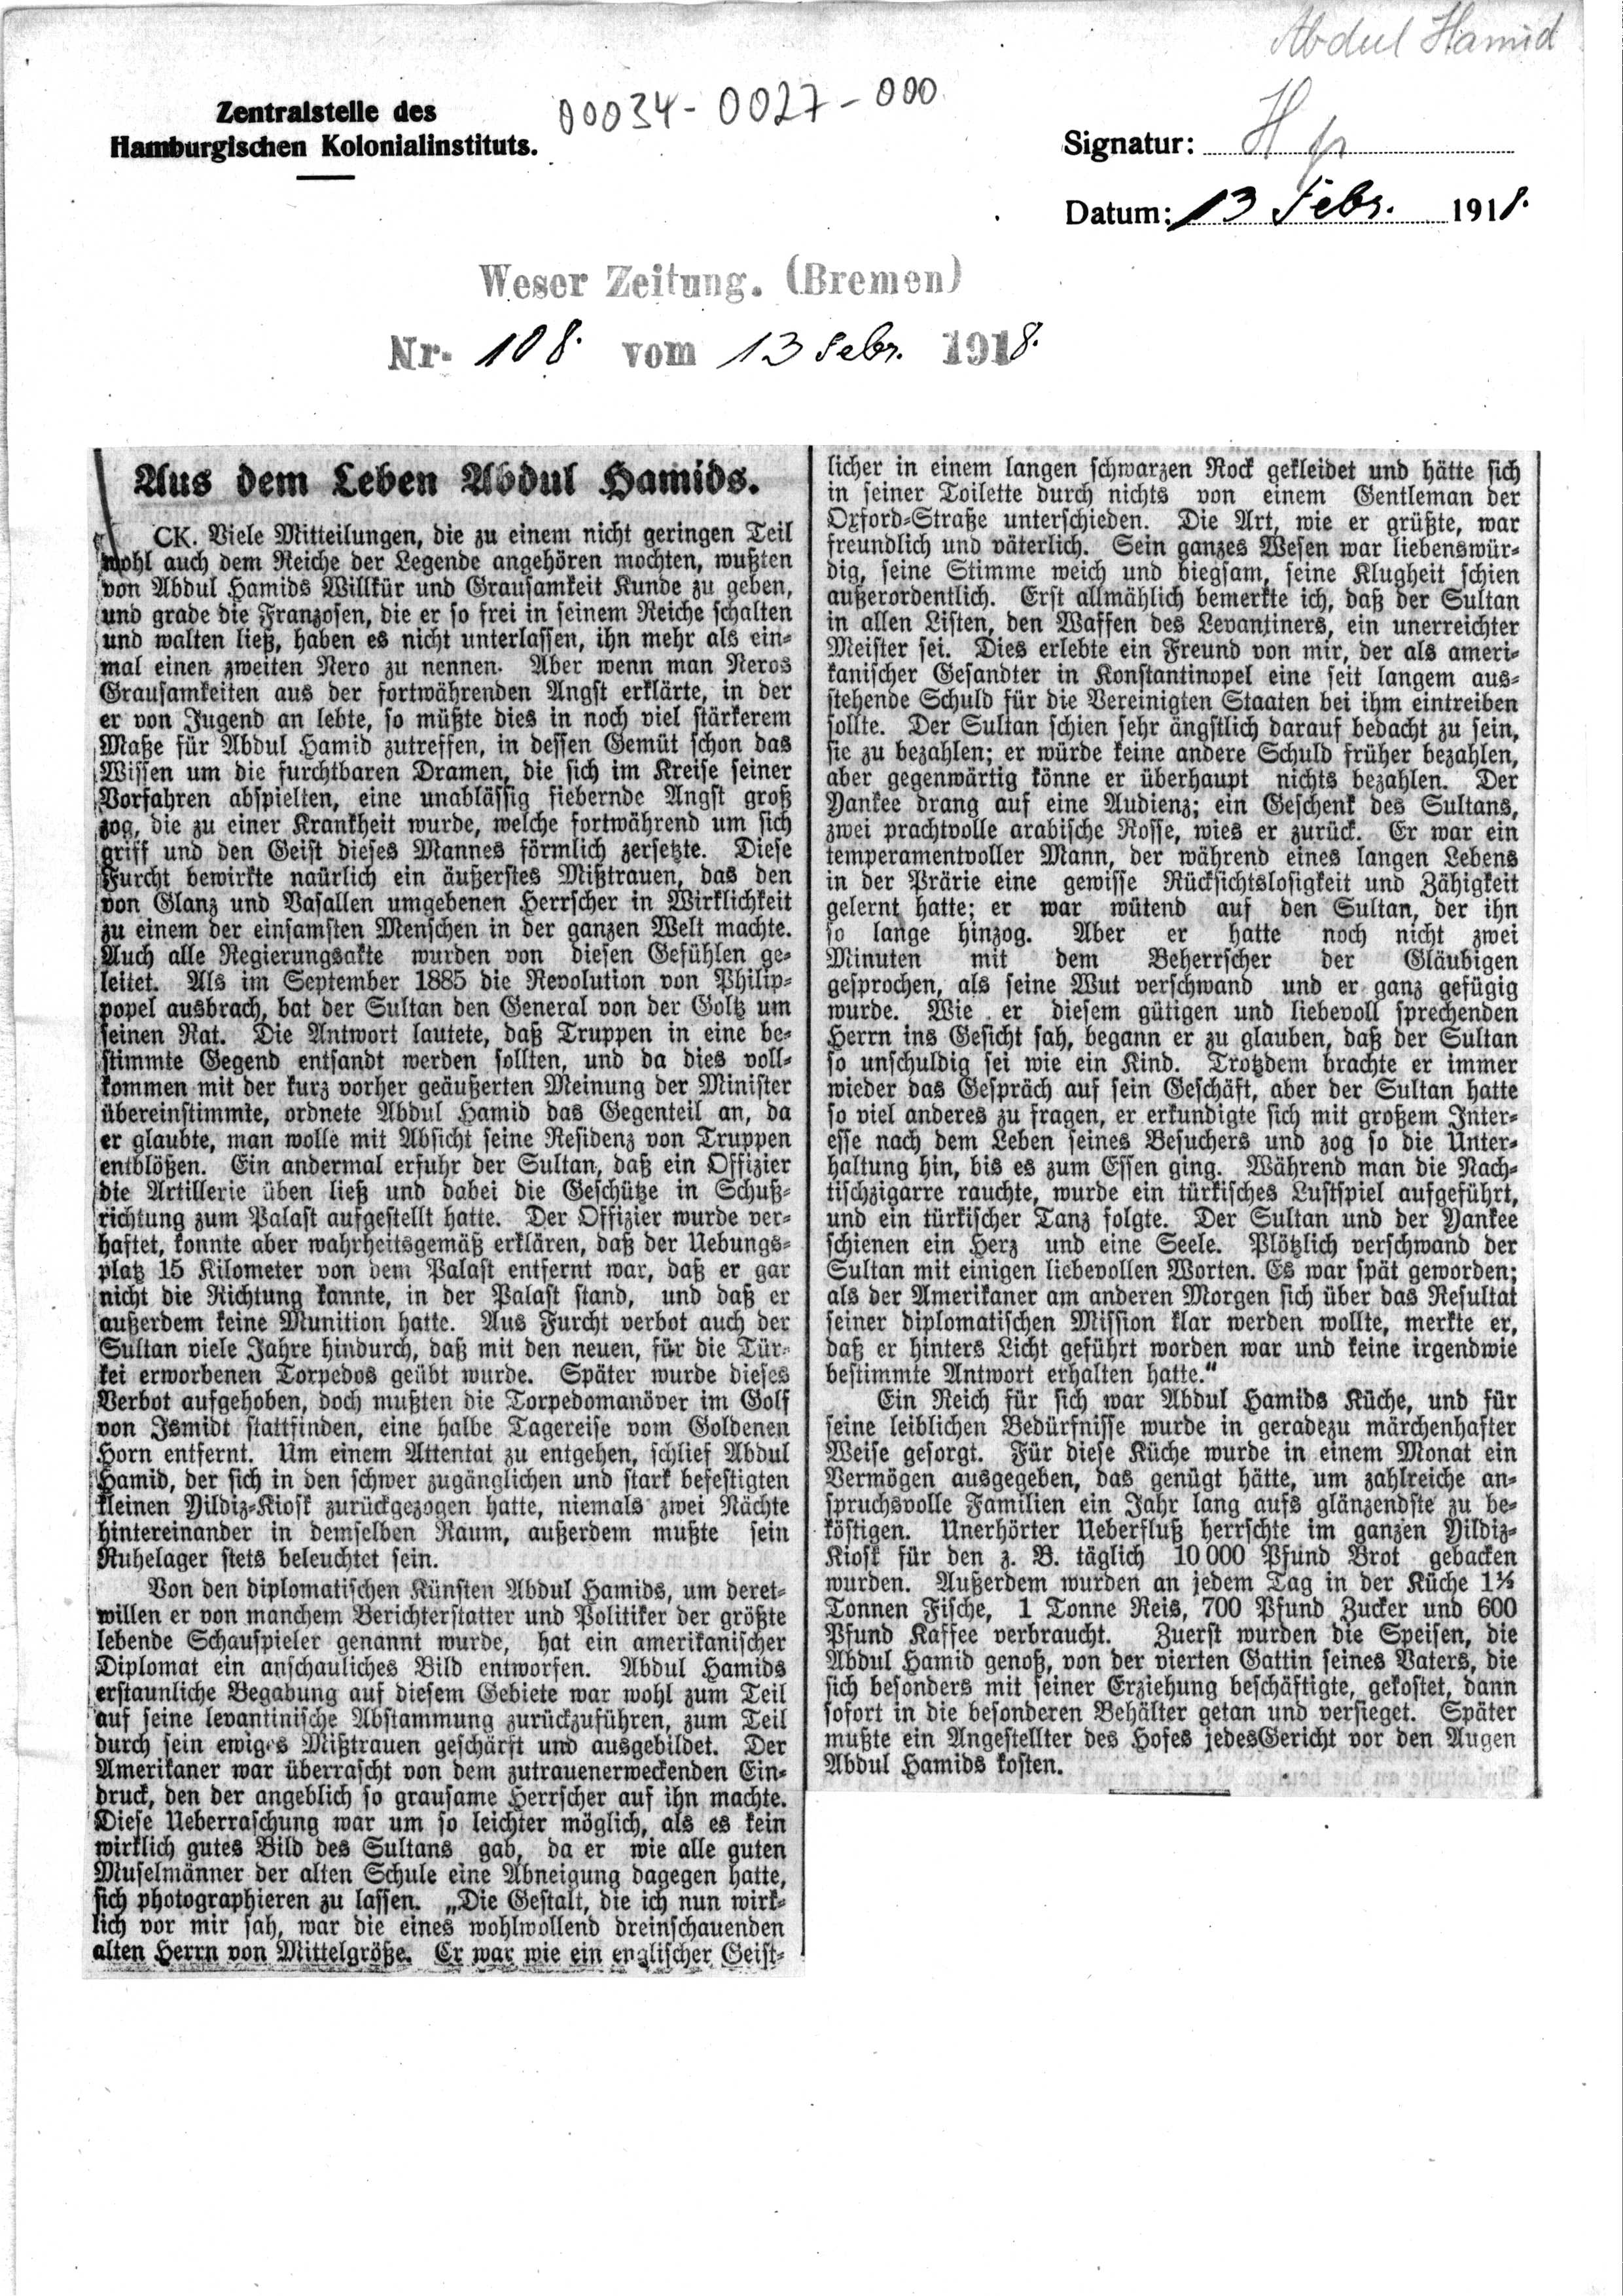 Abdul Hamid
Zentralstelle des
Hamburgischen Kolonialinstituts.
00034-0027-000
Signatur: H
Datum: 13 Febr. 1918.
Weser Zeitung. (Bremen)
Nr. 108. vom 13 Febr. 1918.
Aus dem Leben Abdul Hamids.
CK. Viele Mitteilungen, die zu einem nicht geringen Teil
wohl auch dem Reiche der Legende angehören mochten, wußten
von Abdul Hamids Willkür und Grausamkeit Kunde zu geben,
und grade die Franzosen, die er so frei in seinem Reiche schalten
und walten ließ, haben es nicht unterlassen, ihn mehr als ein-
mal einen zweiten Nero zu nennen. Aber wenn man Neros
Grausamkeiten aus der fortwährenden Angst erklärte, in der
er von Jugend an lebte, so müßte dies in noch viel stärkerem
Maße für Abdul Hamid zutreffen, in dessen Gemüt schon das
Wissen um die furchtbaren Dramen, die sich im Kreise seiner
Vorfahren abspielten, eine unablässig fiebernde Angst groß
zog, die zu einer Krankheit wurde, welche fortwährend um sich
griff und den Geist dieses Mannes förmlich zersetzte. Diese
Furcht bewirkte naürlich ein äußerstes Mißtrauen, das den
von Glanz und Vasallen umgebenen Herrscher in Wirklichkeit
zu einem der einsamsten Menschen in der ganzen Welt machte.
Auch alle Regierungsakte wurden von diesen Gefühlen ge-
leitet. Als im September 1885 die Revolution von Philip-
popel ausbrach, bat der Sultan den General von der Goltz um
seinen Rat. Die Antwort lautete, daß Truppen in eine be-
stimmte Gegend entsandt werden sollten, und da dies voll-
kommen mit der kurz vorher geäußerten Meinung der Minister
übereinstimmte, ordnete Abdul Hamid das Gegenteil an, da
er glaubte, man wolle mit Absicht seine Residenz von Truppen
entblößen. Ein andermal erfuhr der Sultan, daß ein Offizier
die Artillerie üben ließ und dabei die Geschütze in Schuß-
richtung zum Palast aufgestellt hatte. Der Offizier wurde ver-
haftet, konnte aber wahrheitsgemäß erklären, daß der Uebungs-
platz 15 Kilometer von dem Palast entfernt war, daß er gar
nicht die Richtung kannte, in der Palast stand, und daß er
außerdem keine Munition hatte. Aus Furcht verbot auch der
Sultan viele Jahre hindurch, daß mit den neuen, für die Tür-
kei erworbenen Torpedos geübt wurde. Später wurde dieses
Verbot aufgehoben, doch mußten die Torpedomanöver im Golf
von Ismidt stattfinden, eine halbe Tagereise vom Goldenen
Horn entfernt. Um einem Attentat zu entgehen, schlief Abdul
Hamid, der sich in den schwer zugänglichen und stark befestigten
kleinen Yildiz-Kiosk zurückgezogen hatte, niemals zwei Nächte
hintereinander in demselben Raum, außerdem mußte sein
Ruhelager stets beleuchtet sein.
Von den diplomatischen Künsten Abdul Hamids, um deret-
willen er von manchem Berichterstatter und Politiker der größte
lebende Schauspieler genannt wurde, hat ein amerikanischer
Diplomat ein anschauliches Bild entworfen. Abdul Hamids
erstaunliche Begabung auf diesem Gebiete war wohl zum Teil
auf seine levantinische Abstammung zurückzuführen, zum Teil
durch sein ewiges Mißtrauen geschärft und ausgebildet. Der
Amerikaner war überrascht von dem zutrauenerweckenden Ein-
druck, den der angeblich so grausame Herrscher auf ihn machte.
Diese Ueberraschung war um so leichter möglich, als es kein
wirklich gutes Bild des Sultans gab, da er wie alle guten
Muselmänner der alten Schule eine Abneigung dagegen hatte,
sich photographieren zu lassen. „Die Gestalt, die ich nun wirk-
lich vor mir sah, war die eines wohlwollend dreinschauenden
alten Herrn von Mittelgröße. Er war wie ein englischer Geist-
licher in einem langen schwarzen Rock gekleidet und hätte sich
in seiner Toilette durch nichts von einem Gentleman der
Oxford-Straße unterschieden. Die Art, wie er grüßte, war
freundlich und väterlich. Sein ganzes Wesen war liebenswür-
dig, seine Stimme weich und biegsam, seine Klugheit schien
außerordentlich. Erst allmählich bemerkte ich, daß der Sultan
in allen Listen, den Waffen des Levantiners, ein unerreichter
Meister sei. Dies erlebte ein Freund von mir, der als ameri-
kanischer Gesandter in Konstantinopel eine seit langem aus-
stehende Schuld für die Vereinigten Staaten bei ihm eintreiben
sollte. Der Sultan schien sehr ängstlich darauf bedacht zu sein,
sie zu bezahlen; er würde keine andere Schuld früher bezahlen,
aber gegenwärtig könne er überhaupt nichts bezahlen. Der
Yankee drang auf eine Audienz; ein Geschenk des Sultans,
zwei prachtvolle arabische Rosse, wies er zurück. Er war ein
temperamentvoller Mann, der während eines langen Lebens
in der Prärie eine gewisse Rücksichtslosigkeit und Zähigkeit
gelernt hatte; er war wütend auf den Sultan, der ihn
so lange hinzog. Aber er hatte noch nicht zwei
Minuten mit dem Beherrscher der Gläubigen
gesprochen, als seine Wut verschwand und er ganz gefügig
wurde. Wie er diesem gütigen und liebevoll sprechenden
Herrn ins Gesicht sah, begann er zu glauben, daß der Sultan
so unschuldig sei wie ein Kind. Trotzdem brachte er immer
wieder das Gespräch auf sein Geschäft, aber der Sultan hatte
so viel anderes zu fragen, er erkundigte sich mit großem Inter-
esse nach dem Leben seines Besuchers und zog so die Unter-
haltung hin, bis es zum Essen ging. Während man die Nach-
tischzigarre rauchte, wurde ein türkisches Lustspiel aufgeführt,
und ein türkischer Tanz folgte. Der Sultan und der Yankee
schienen ein Herz und eine Seele. Plötzlich verschwand der
Sultan mit einigen liebevollen Worten. Es war spät geworden;
als der Amerikaner am anderen Morgen sich über das Resultat
seiner diplomatischen Mission klar werden wollte, merkte er,
daß er hinters Licht geführt worden war und keine irgendwie
bestimmte Antwort erhalten hatte.“
Ein Reich für sich war Abdul Hamids Küche, und für
seine leiblichen Bedürfnisse wurde in geradezu märchenhafter
Weise gesorgt. Für diese Küche wurde in einem Monat ein
Vermögen ausgegeben, das genügt hätte, um zahlreiche an-
spruchsvolle Familien ein Jahr lang aufs glänzendste zu be-
köstigen. Unerhörter Ueberfluß herrschte im ganzen Yildiz-
Kiosk für den z. B. täglich 10 000 Pfund Brot gebacken
wurden. Außerdem wurden an jedem Tag in der Küche 1½
Tonnen Fische, 1 Tonne Reis, 700 Pfund Zucker und 600
Pfund Kaffee verbraucht. Zuerst wurden die Speisen, die
Abdul Hamid genoß, von der vierten Gattin seines Vaters, die
sich besonders mit seiner Erziehung beschäftigte, gekostet, dann
sofort in die besonderen Behälter getan und versieget. Später
mußte ein Angestellter des Hofes jedesGericht vor den Augen
Abdul Hamids kosten.